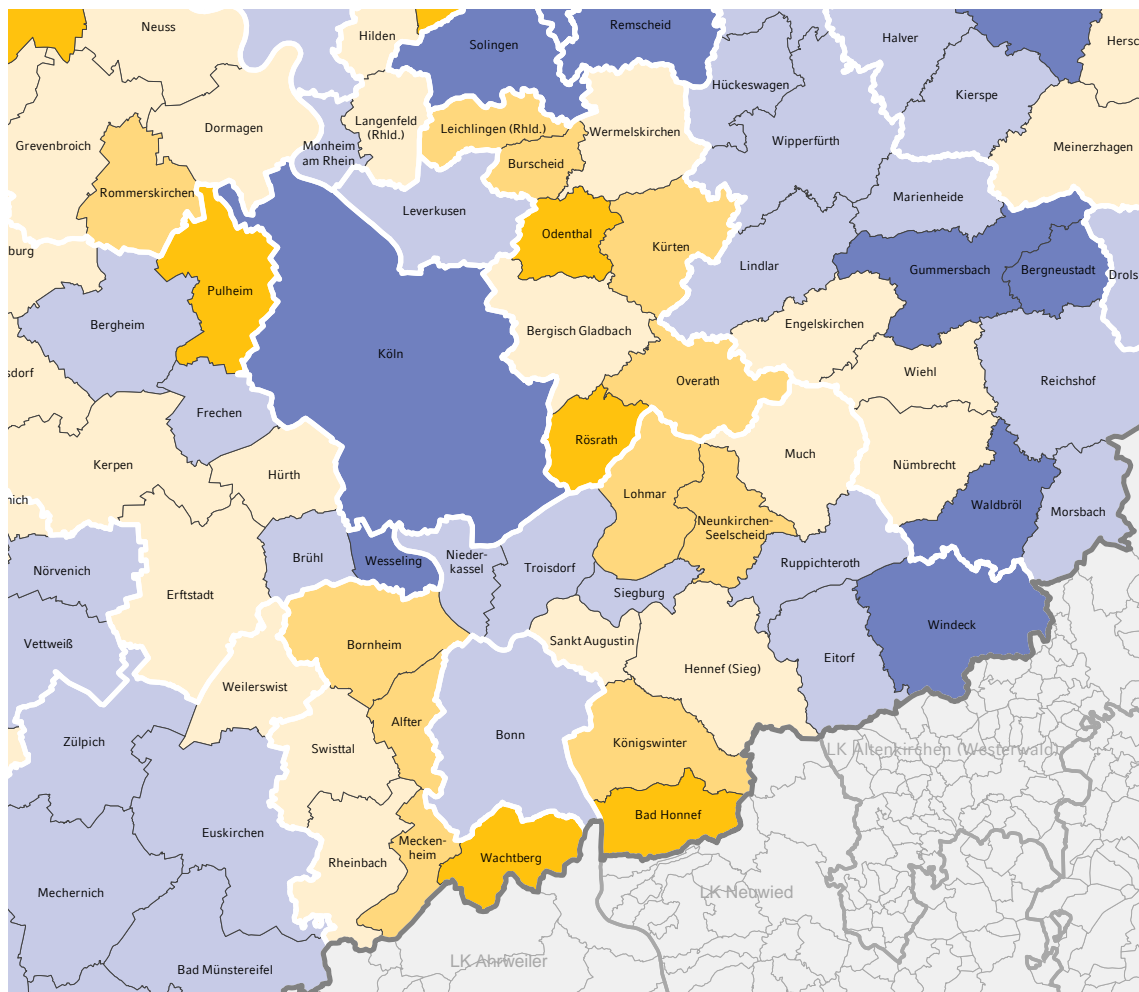 Neuss
Hilden
Solingen
Remscheid
Halver
Hersc
Hückeswagen
Kierspe
Grevenbroich
Dormagen
Langenfeld
(Rhld.)
Monheim
am Rhein
Leichlingen (Rhld.)
Wermelskirchen
Wipperfürth
Meinerzhagen
Burscheid
Rommerskirchen
Leverkusen
Marienheide
Odenthal
Kürten
burg
Lindlar
Gummersbach
Bergneustadt
Drols
Pulheim
Bergheim
Bergisch Gladbach
Engelskirchen
Köln
sdorf
Wiehl
Overath
Reichshof
Frechen
Rösrath
Much
Kerpen
Hürth
Nümbrecht
nich
Lohmar
Waldbröl
Morsbach
Neunkirchen-
Seelscheid
Nörvenich
Brühl
Wesseling
Nieder-
kassel
Troisdorf
Ruppichteroth
Erftstadt
Siegburg
Windeck
Vettweiß
Bornheim
Sankt Augustin
Hennef (Sieg)
Eitorf
Weilerswist
Alfter
Zülpich
Swisttal
Bonn
Königswinter
LK Altenkirchen (Westerwald)
Bad Honnef
Euskirchen
Rheinbach
Mecken-
heim
Wachtberg
Mechernich
LK Neuwied
LK Ahrweiler
Bad Münstereifel